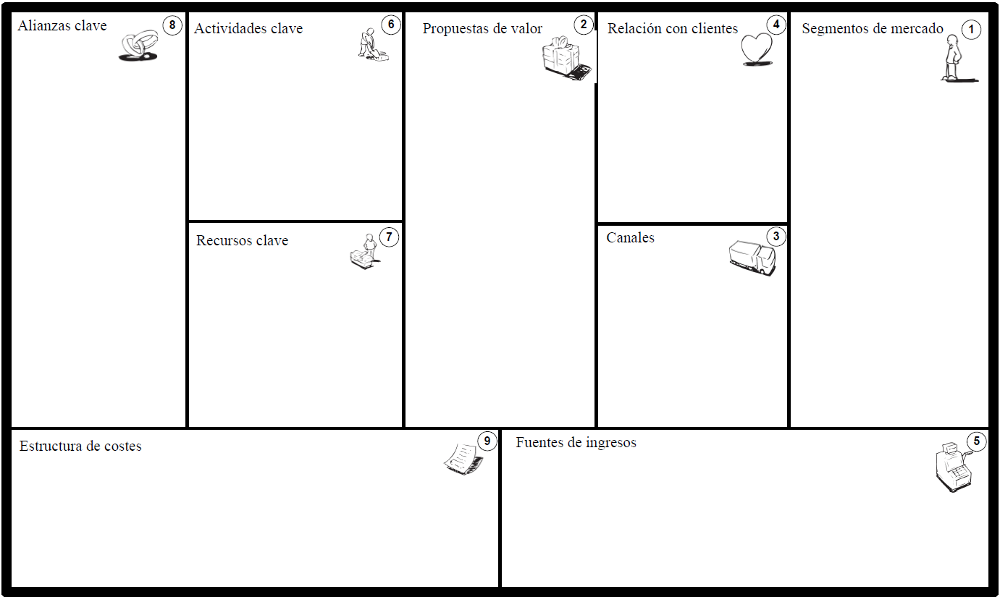 Alianzas clave
8
Actividades clave
6
Propuestas de valor
2
Relación con clientes
4
Segmentos de mercado
1
Recursos clave
7
Canales
3
Estructura de costes
9
Fuentes de ingresos
5